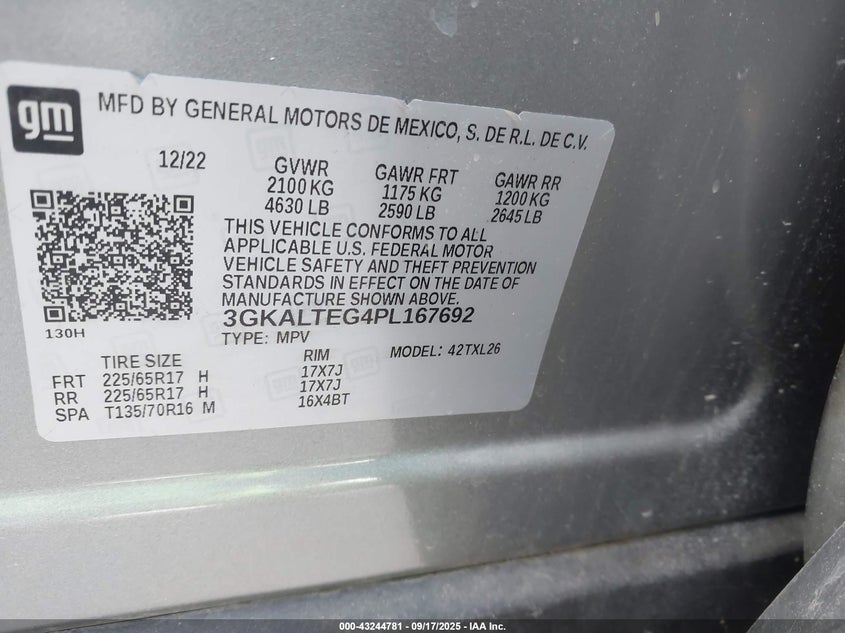 gm
MFD BY GENERAL MOTORS DE MEXICO, S. DE R.L. DE C.V.
12/22 GVWR GAWR FRT GAWR RR
2100 KG 1175 KG 1200 KG
4630 LB 2590 LB 2645 LB
THIS VEHICLE CONFORMS TO ALL
APPLICABLE U.S. FEDERAL MOTOR
VEHICLE SAFETY AND THEFT PREVENTION
STANDARDS IN EFFECT ON THE DATE OF
MANUFACTURE SHOWN ABOVE.
3GKALTEG4PL167692
130H
TYPE: MPV MODEL: 42TXL26
TIRE SIZE RIM
FRT 225/65R17 H 17X7J
RR 225/65R17 H 17X7J
SPA T135/70R16 M 16X4BT
000-43244781 - 09/17/2025 - IAA Inc.